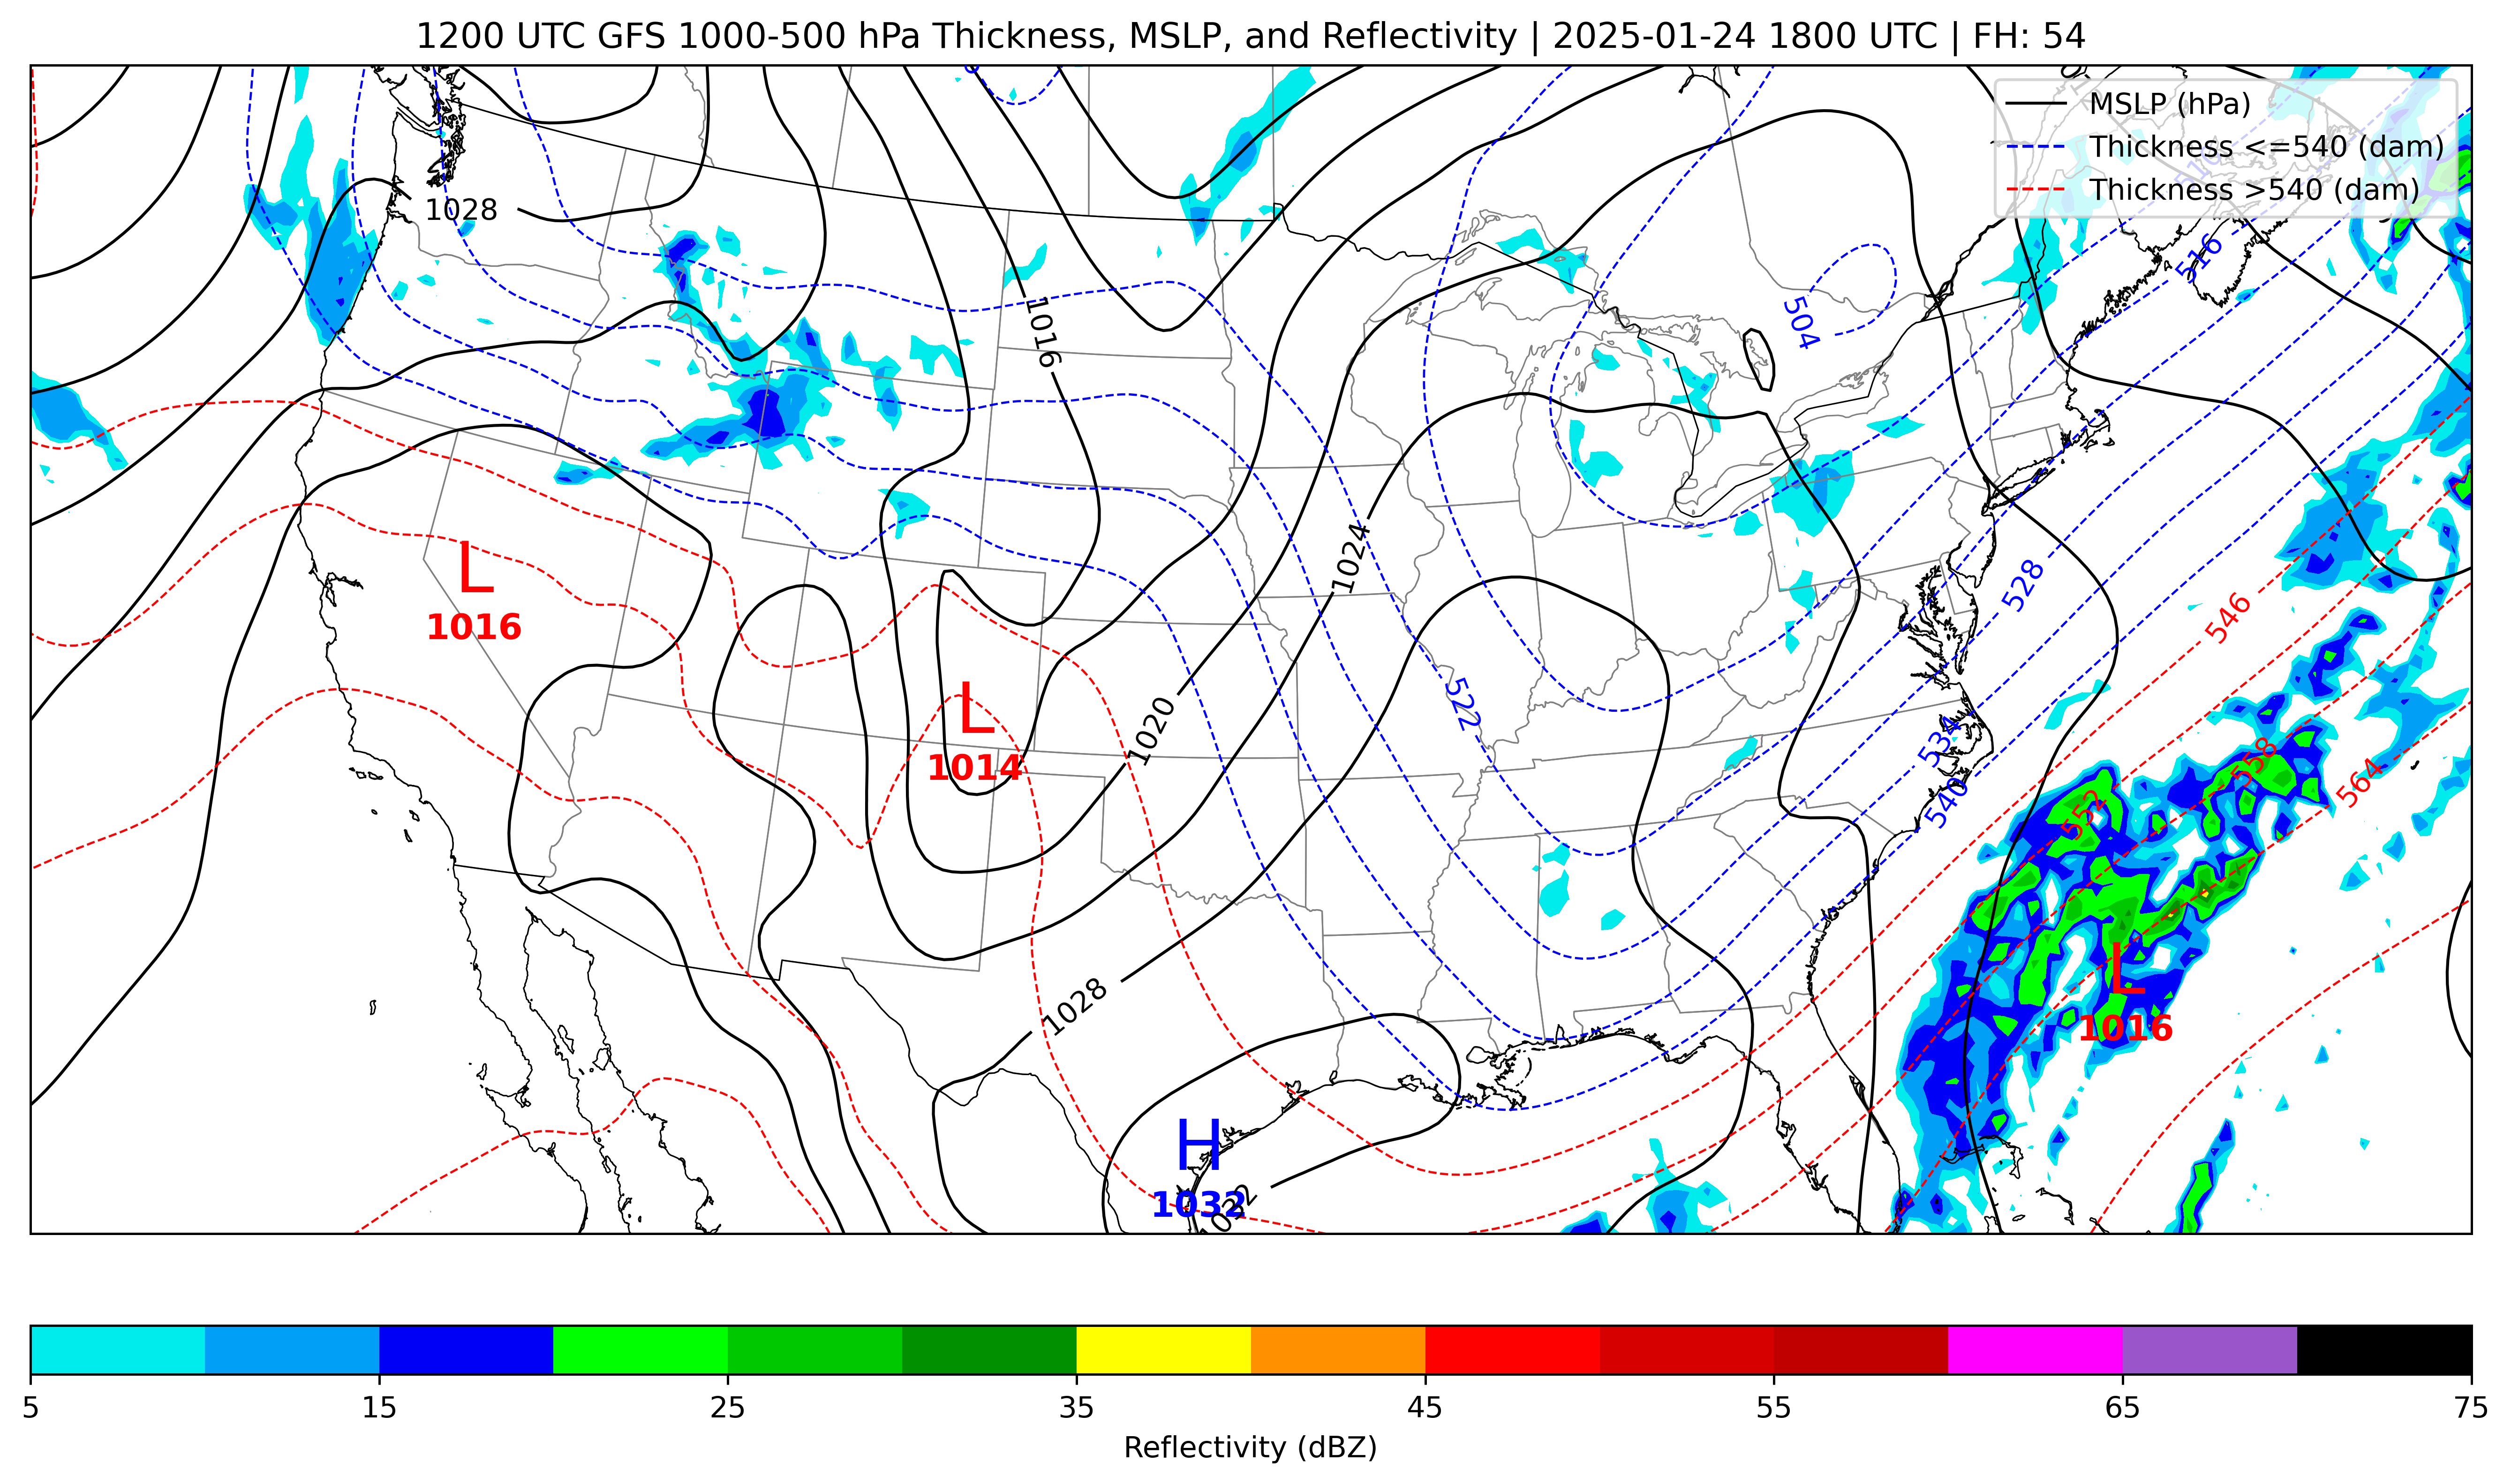 1200 UTC GFS 1000-500 hPa Thickness, MSLP, and Reflectivity | 2025-01-24 1800 UTC | FH: 54
MSLP (hPa)
Thickness <=540 (dam)
Thickness >540 (dam)
1028
516
1016
504
1024
528
546
L
1016
522
L
1014
1020
534
540
558
564
552
L
1016
1028
H
1032
1032
5 15 25 35 45 55 65 75
Reflectivity (dBZ)